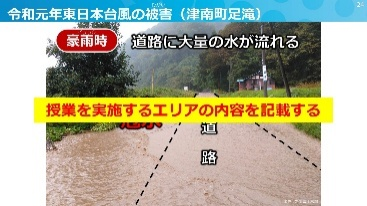 令和元年東日本台風の被害（津南町足滝）
豪雨時
道路に大量の水が流れる
授業を実施するエリアの内容を記載する
道
路